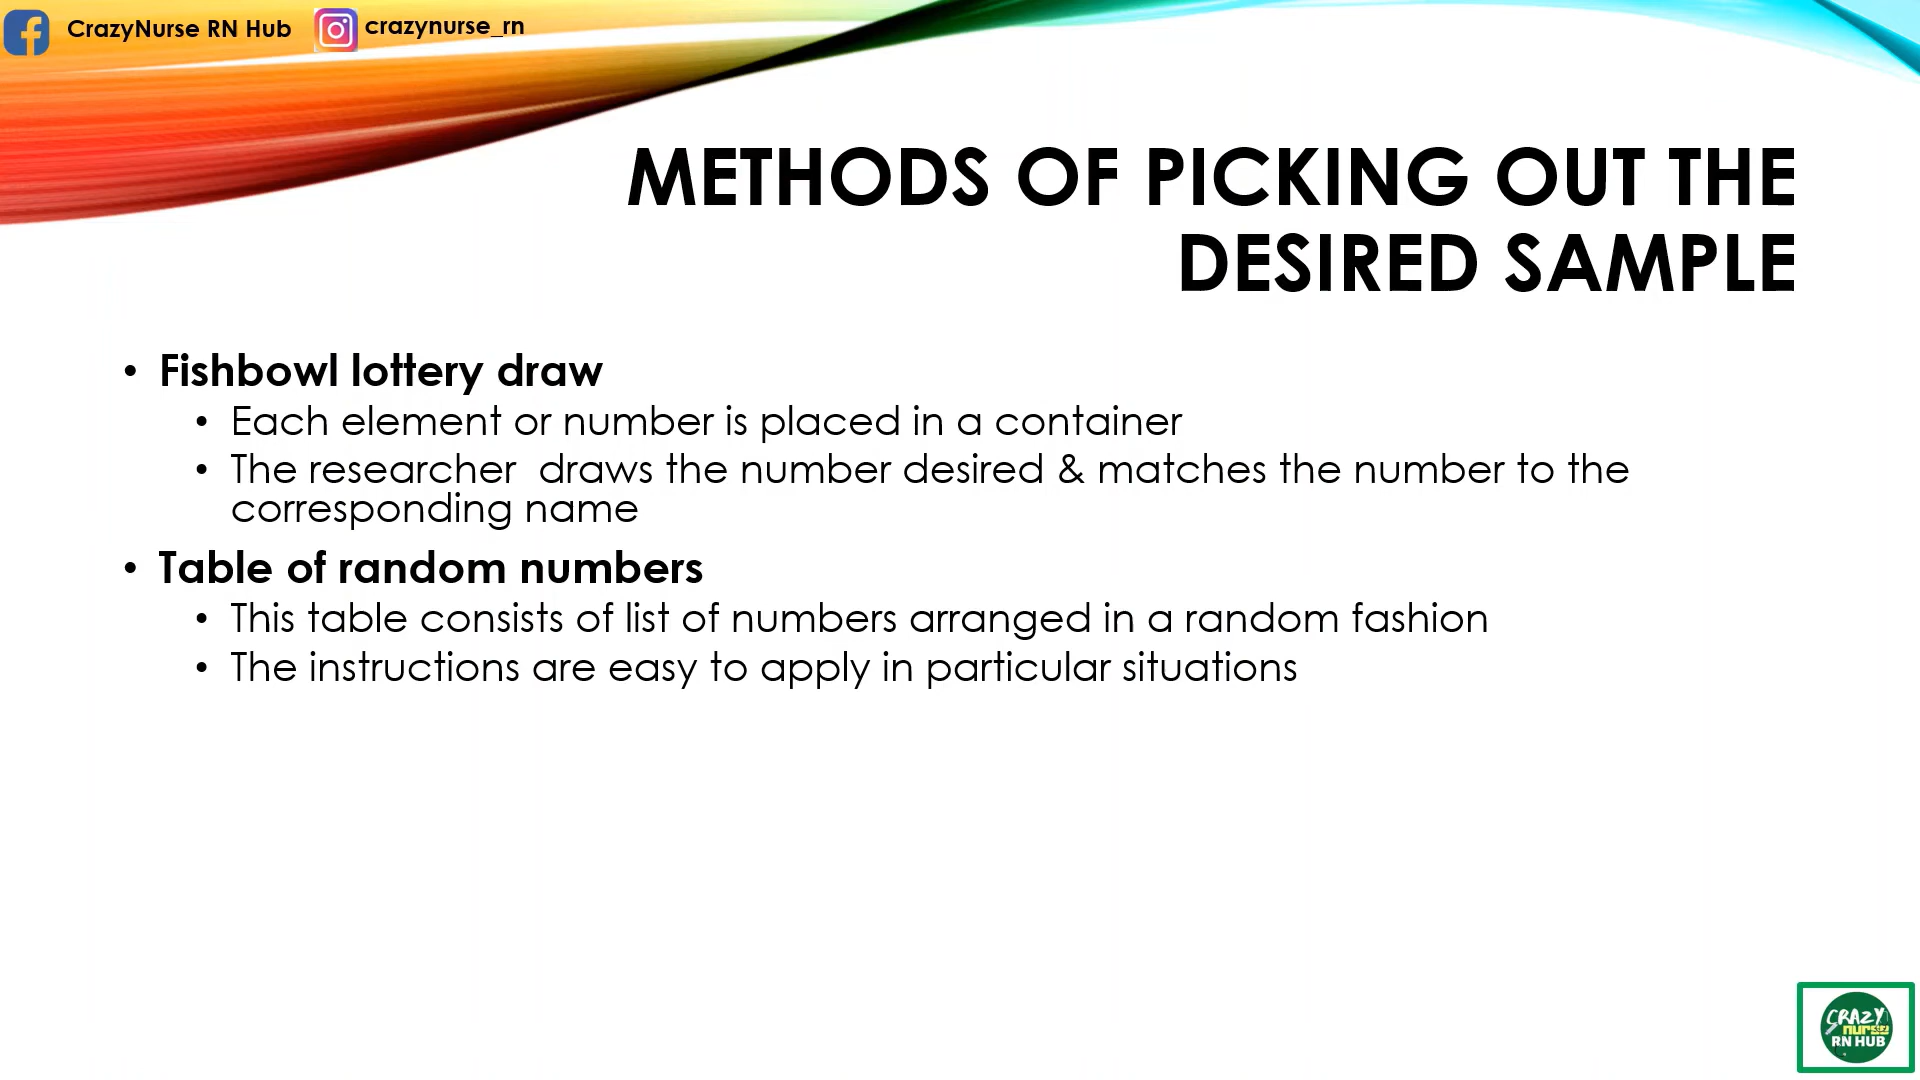 CrazyNurse RN Hub crazynurse_rn
METHODS OF PICKING OUT THE
DESIRED SAMPLE
• Fishbowl lottery draw
• Each element or number is placed in a container
• The researcher  draws the number desired & matches the number to the
corresponding name
• Table of random numbers
• This table consists of list of numbers arranged in a random fashion
• The instructions are easy to apply in particular situations
CRAZY
nurse
RN HUB